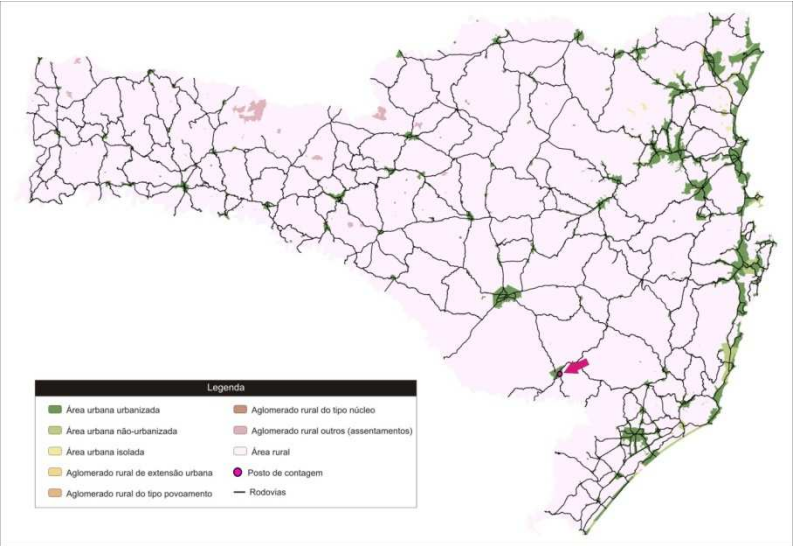 Legenda
Área urbana urbanizada
Área urbana não-urbanizada
Área urbana isolada
Aglomerado rural de extensão urbana
Aglomerado rural do tipo povoamento
Aglomerado rural do tipo núcleo
Aglomerado rural outros (assentamentos)
Área rural
Posto de contagem
Rodovias